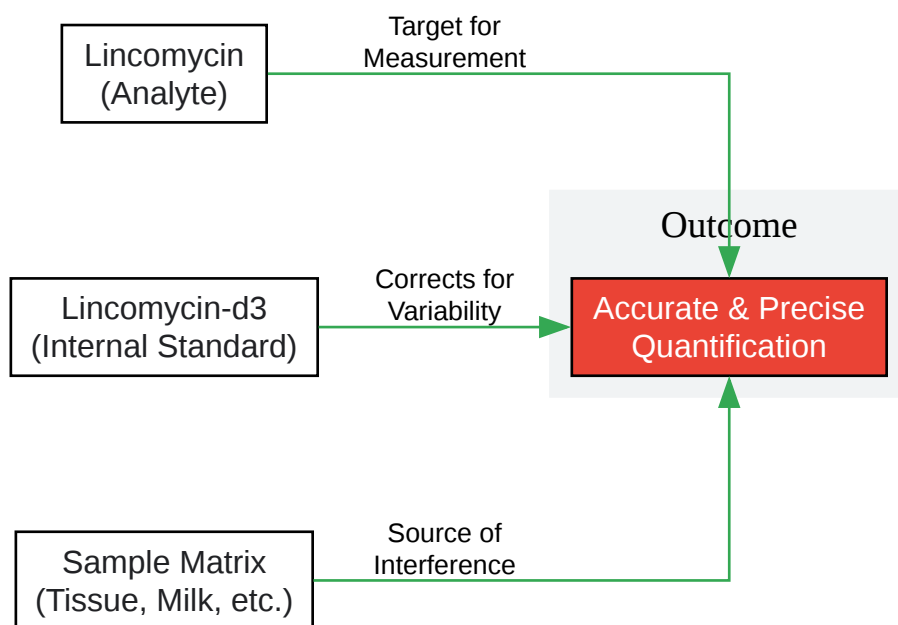 Lincomycin
(Analyte)
Target for
Measurement
Outcome
Lincomycin-d3
(Internal Standard)
Corrects for
Variability
Accurate & Precise
Quantification
Sample Matrix
(Tissue, Milk, etc.)
Source of
Interference